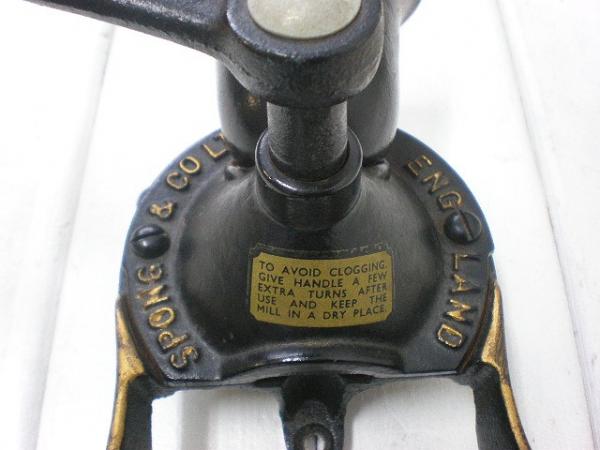 SPONG & CO LT
ENGLAND
TO AVOID CLOGGING.
GIVE HANDLE A FEW
EXTRA TURNS AFTER
USE AND KEEP THE
MILL IN A DRY PLACE.